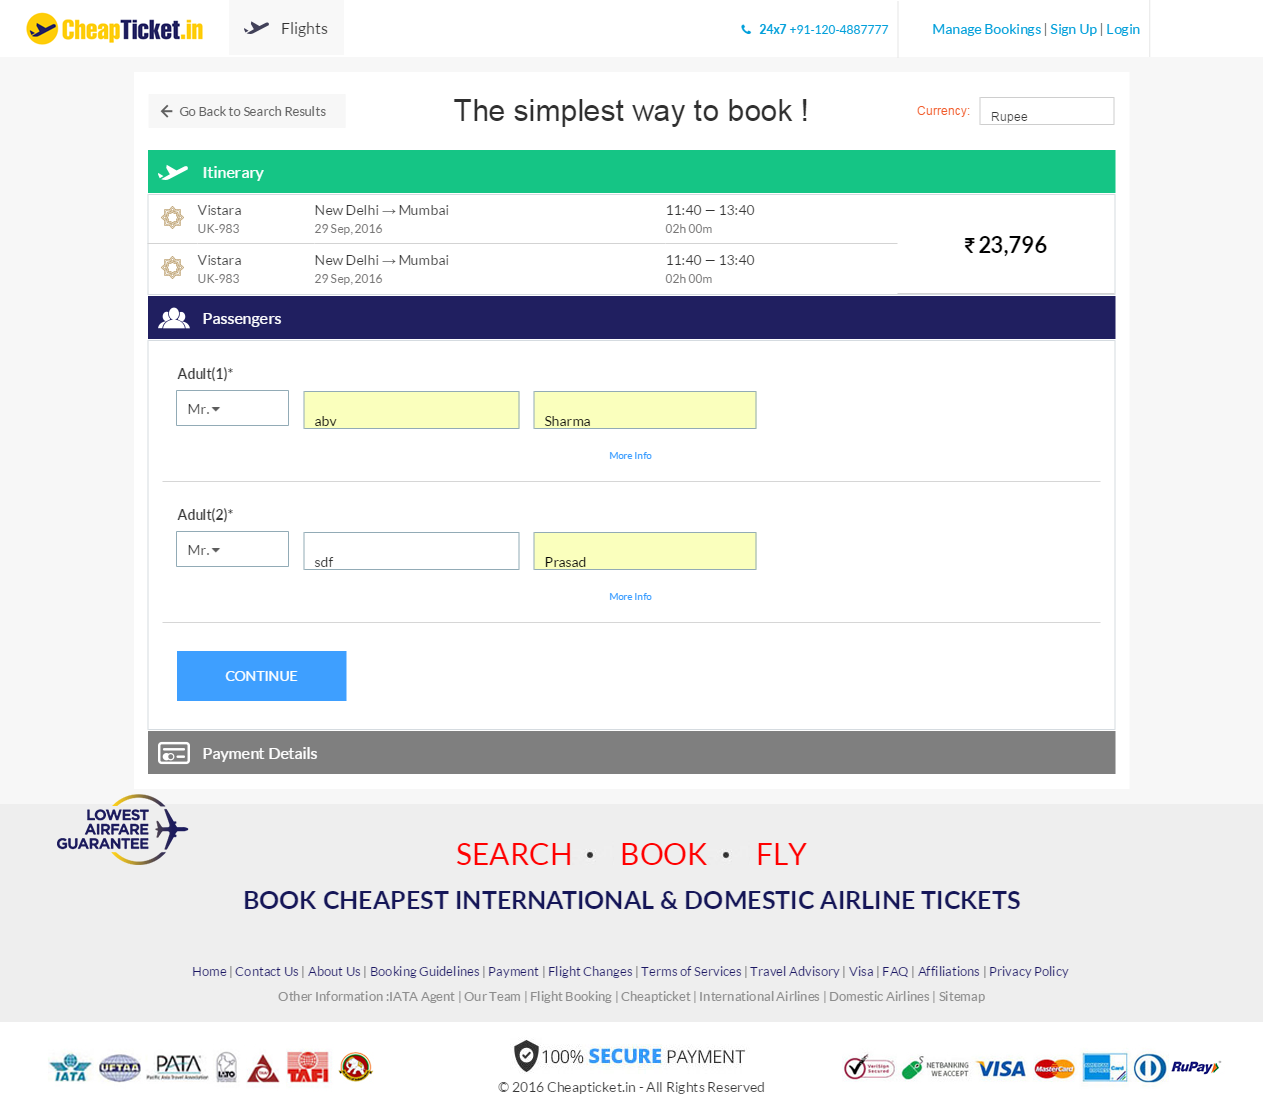 CheapTicket.in
Flights
24x7 +91-120-4887777
Manage Bookings | Sign Up | Login
Go Back to Search Results
The simplest way to book !
Currency:
Rupee
Itinerary
Vistara
New Delhi → Mumbai
11:40 — 13:40
UK-983
29 Sep, 2016
02h 00m
₹ 23,796
Vistara
New Delhi → Mumbai
11:40 — 13:40
UK-983
29 Sep, 2016
02h 00m
Passengers
Adult(1)*
Mr.
abv
Sharma
More Info
Adult(2)*
Mr.
sdf
Prasad
More Info
CONTINUE
Payment Details
LOWEST
AIRFARE
GUARANTEE
SEARCH • BOOK • FLY
BOOK CHEAPEST INTERNATIONAL & DOMESTIC AIRLINE TICKETS
Home | Contact Us | About Us | Booking Guidelines | Payment | Flight Changes | Terms of Services | Travel Advisory | Visa | FAQ | Affiliations | Privacy Policy
Other Information :IATA Agent | Our Team | Flight Booking | Cheapticket | International Airlines | Domestic Airlines | Sitemap
IATA
UFTAA
PATA
Pacific Asia Travel Association
IATO
TAAI
TAFI
100% SECURE PAYMENT
© 2016 Cheapticket.in - All Rights Reserved
VeriSign
Secured
NETBANKING
WE ACCEPT
VISA
MasterCard
RuPay